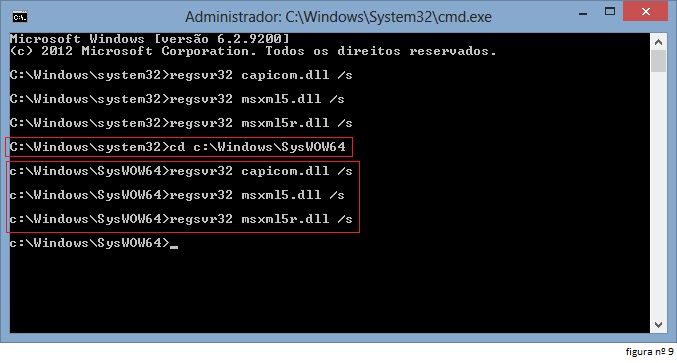 Administrador: C:\Windows\System32\cmd.exe
Microsoft Windows [versão 6.2.9200]
(c) 2012 Microsoft Corporation. Todos os direitos reservados.
C:\Windows\system32>regsvr32 capicom.dll /s
C:\Windows\system32>regsvr32 msxml5.dll /s
C:\Windows\system32>regsvr32 msxml5r.dll /s
C:\Windows\system32>cd c:\Windows\SysWOW64
c:\Windows\SysWOW64>regsvr32 capicom.dll /s
c:\Windows\SysWOW64>regsvr32 msxml5.dll /s
c:\Windows\SysWOW64>regsvr32 msxml5r.dll /s
c:\Windows\SysWOW64>_
figura nº 9